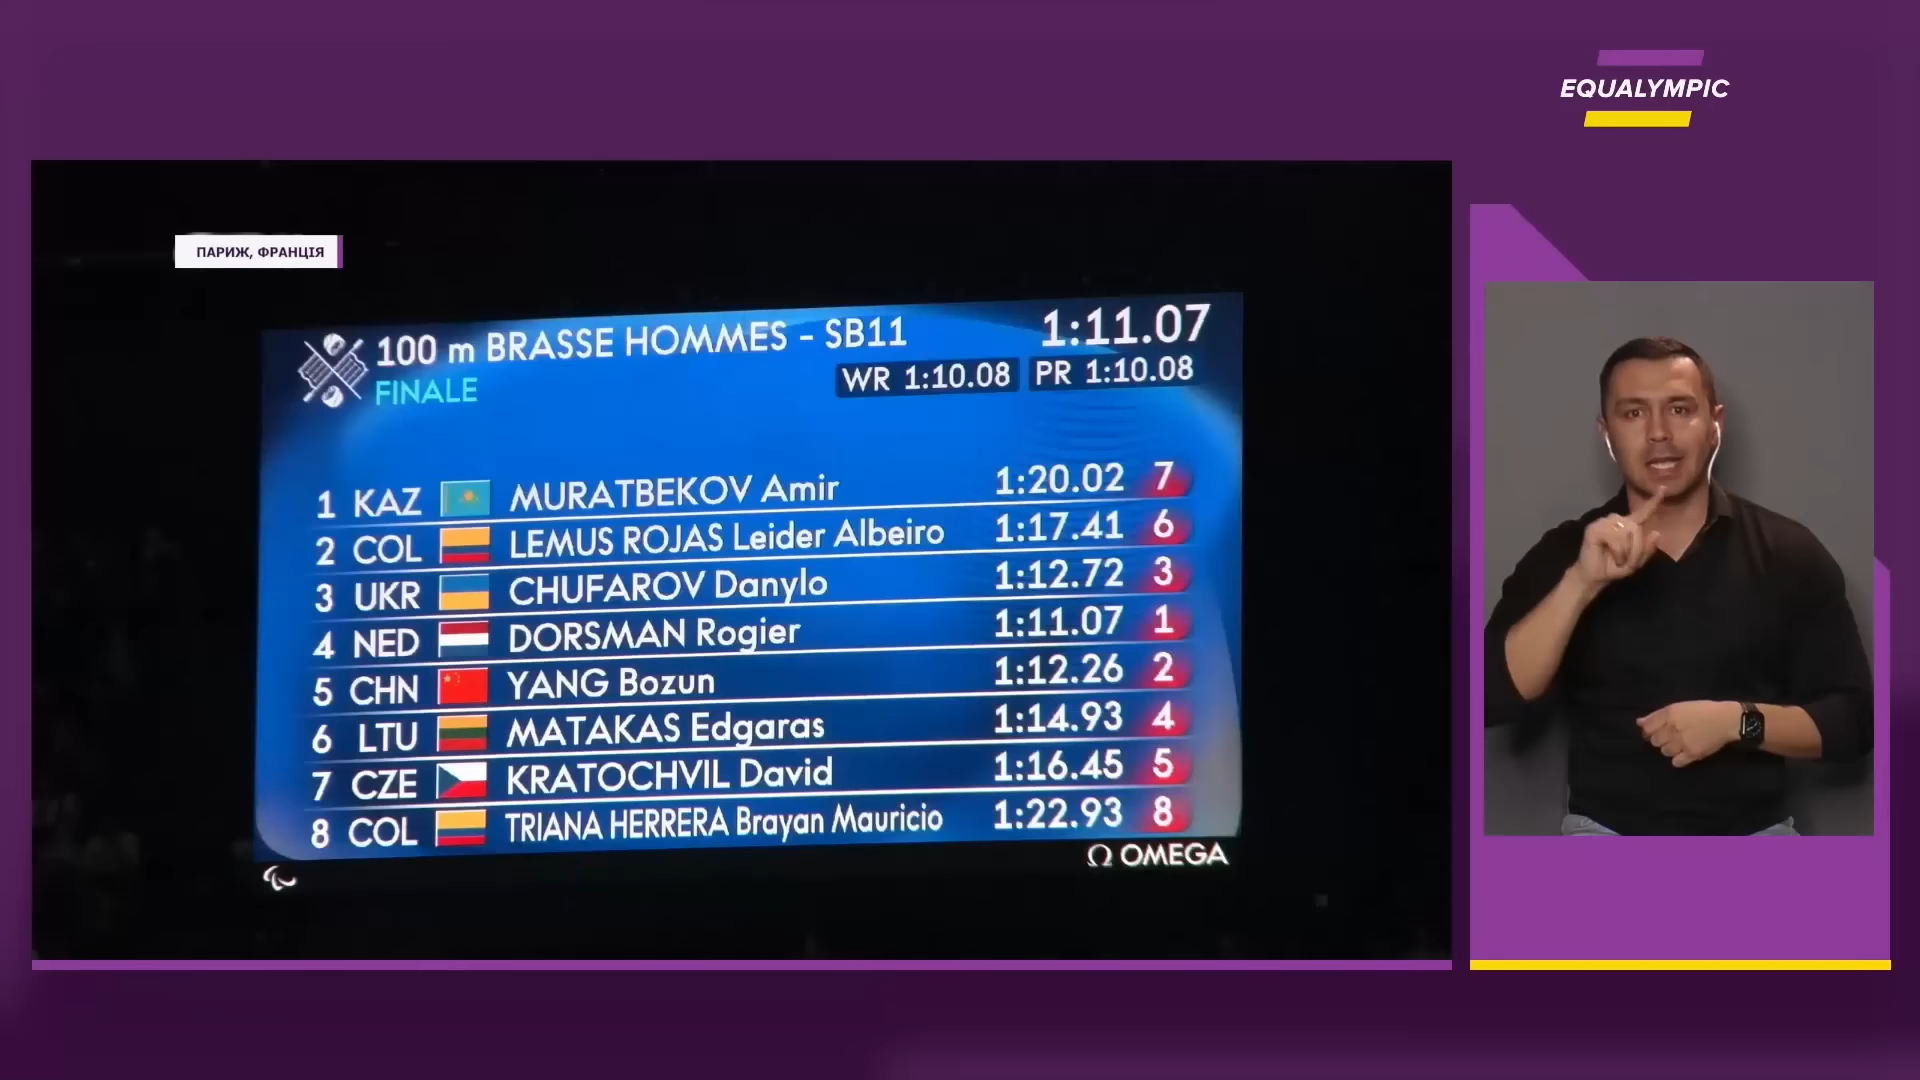 EQUALYMPIC
ПАРИЖ, ФРАНЦІЯ
100 m BRASSE HOMMES - SB11 1:11.07
FINALE WR 1:10.08 PR 1:10.08
1 KAZ MURATBEKOV Amir 1:20.02 7
2 COL LEMUS ROJAS Leider Albeiro 1:17.41 6
3 UKR CHUFAROV Danylo 1:12.72 3
4 NED DORSMAN Rogier 1:11.07 1
5 CHN YANG Bozun 1:12.26 2
6 LTU MATAKAS Edgaras 1:14.93 4
7 CZE KRATOCHVIL David 1:16.45 5
8 COL TRIANA HERRERA Brayan Mauricio 1:22.93 8
Ω OMEGA